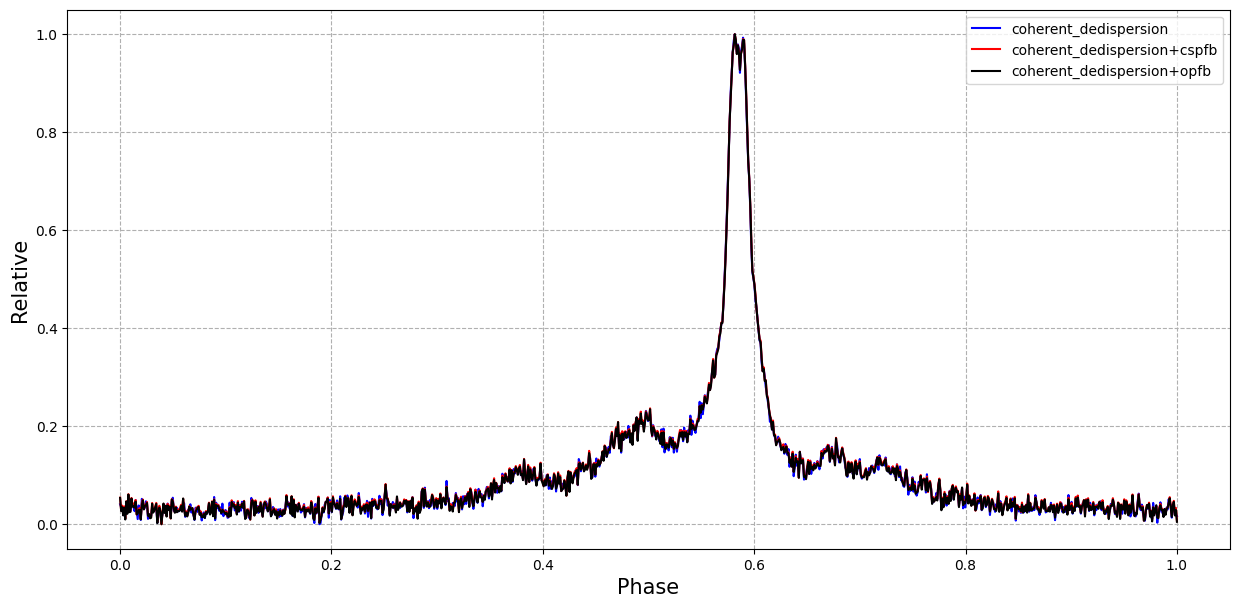 coherent_dedispersion
coherent_dedispersion+cspfb
coherent_dedispersion+opfb
1.0
0.8
0.6
0.4
0.2
0.0
Relative
0.0 0.2 0.4 0.6 0.8 1.0
Phase